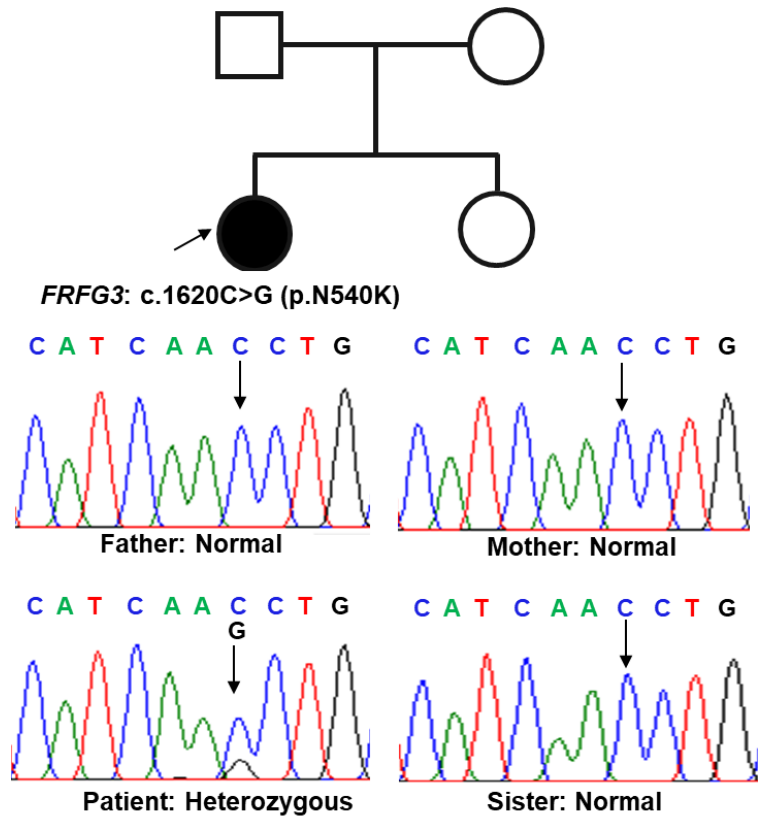 FRFG3: c.1620C>G (p.N540K)
C A T C A A C C T G
C A T C A A C C T G
Father: Normal
Mother: Normal
C A T C A A C C T G
G
C A T C A A C C T G
Patient: Heterozygous
Sister: Normal